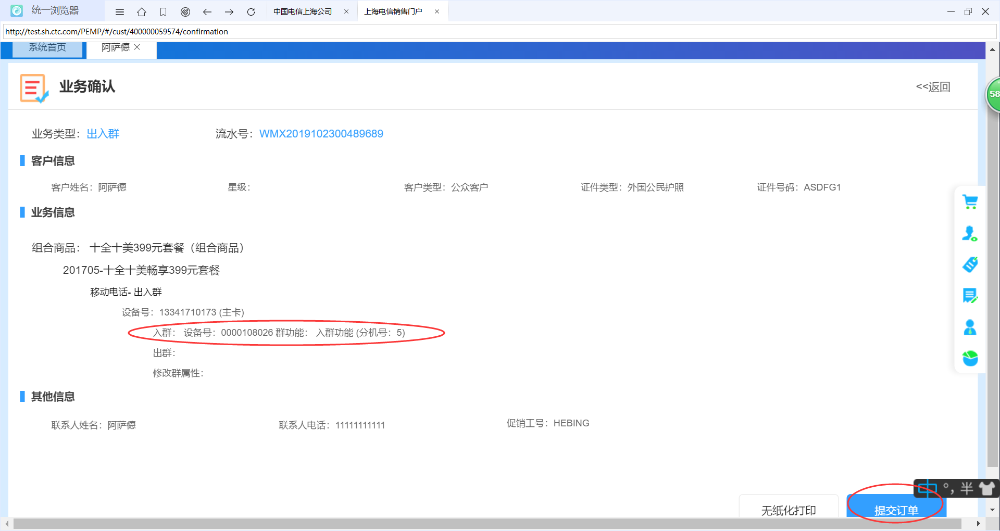 统一浏览器
中国电信上海公司 × 上海电信销售门户 ×
http://test.sh.ctc.com/PEMP/#/cust/400000059574/confirmation
系统首页 阿萨德 ×
业务确认 <<返回
58
业务类型：出入群 流水号：WMX2019102300489689
客户信息
客户姓名：阿萨德 星级： 客户类型：公众客户 证件类型：外国公民护照 证件号码：ASDFG1
业务信息
组合商品： 十全十美399元套餐（组合商品）
201705-十全十美畅享399元套餐
移动电话- 出入群
设备号：13341710173 (主卡)
入群： 设备号：0000108026 群功能： 入群功能 (分机号：5)
出群：
修改群属性：
其他信息
联系人姓名：阿萨德 联系人电话：11111111111 促销工号：HEBING
中 °, 半
无纸化打印 提交订单